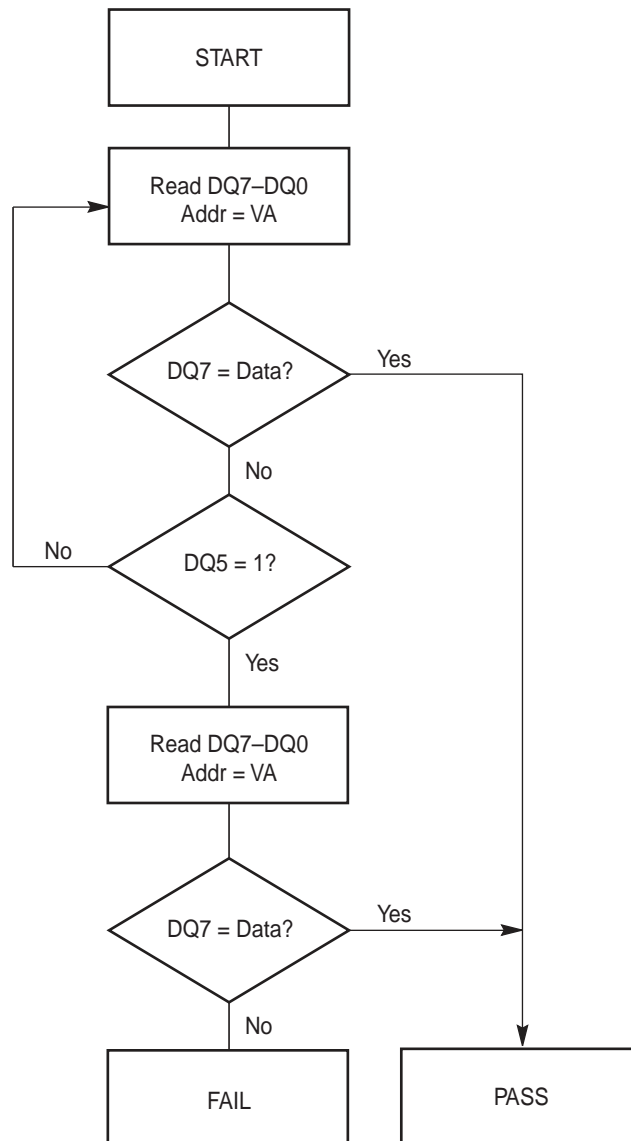 START
Read DQ7–DQ0
Addr = VA
DQ7 = Data?
Yes
No
No
DQ5 = 1?
Yes
Read DQ7–DQ0
Addr = VA
DQ7 = Data?
Yes
No
FAIL
PASS